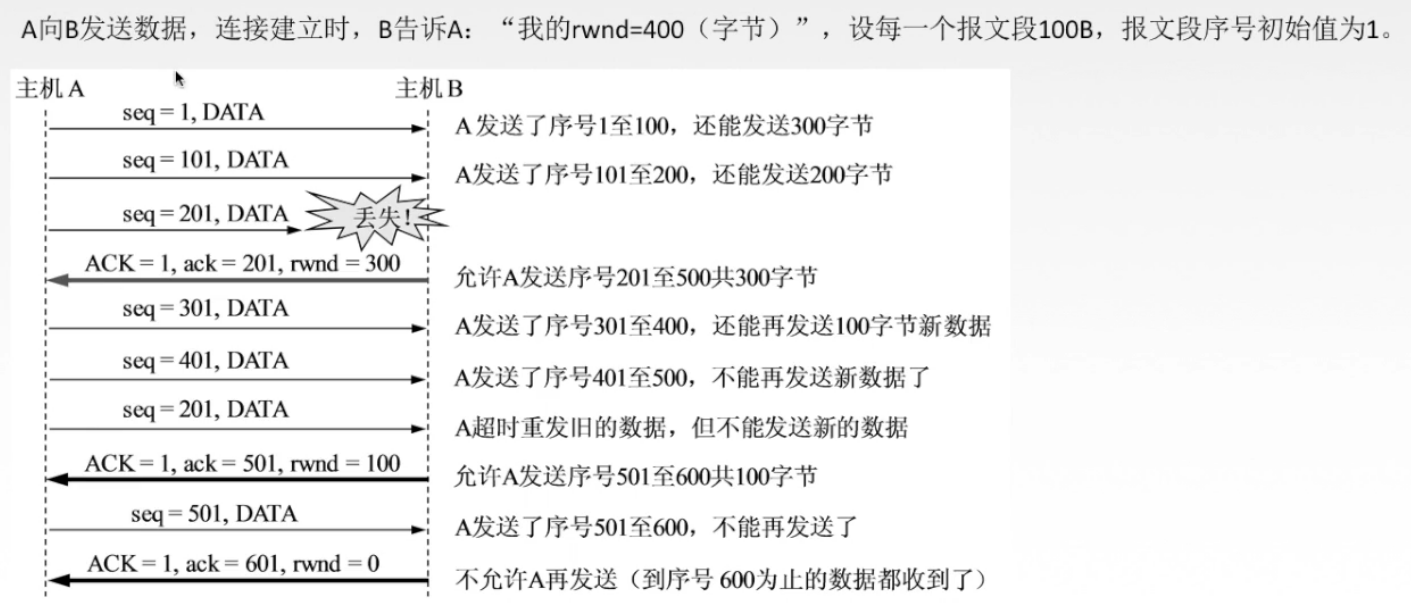 A向B发送数据，连接建立时，B告诉A：“我的rwnd=400（字节）”，设每一个报文段100B，报文段序号初始值为1。
主机A 主机B
seq = 1, DATA
A发送了序号1至100，还能发送300字节
seq = 101, DATA
A发送了序号101至200，还能发送200字节
seq = 201, DATA 丢失!
ACK = 1, ack = 201, rwnd = 300
允许A发送序号201至500共300字节
seq = 301, DATA
A发送了序号301至400，还能再发送100字节新数据
seq = 401, DATA
A发送了序号401至500，不能再发送新数据了
seq = 201, DATA
A超时重发旧的数据，但不能发送新的数据
ACK = 1, ack = 501, rwnd = 100
允许A发送序号501至600共100字节
seq = 501, DATA
A发送了序号501至600，不能再发送了
ACK = 1, ack = 601, rwnd = 0
不允许A再发送（到序号 600为止的数据都收到了）